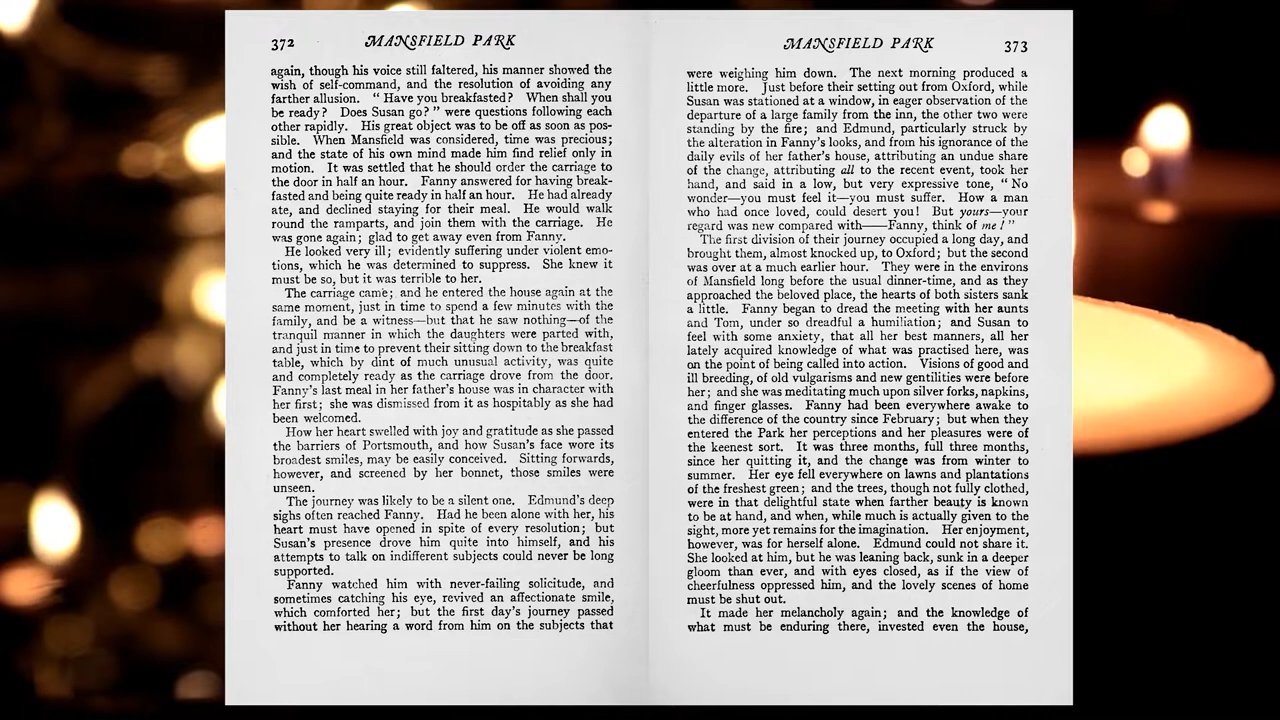 372
MANSFIELD PARK
again, though his voice still faltered, his manner showed the
wish of self-command, and the resolution of avoiding any
farther allusion. “ Have you breakfasted? When shall you
be ready? Does Susan go? ” were questions following each
other rapidly. His great object was to be off as soon as pos-
sible. When Mansfield was considered, time was precious;
and the state of his own mind made him find relief only in
motion. It was settled that he should order the carriage to
the door in half an hour. Fanny answered for having break-
fasted and being quite ready in half an hour. He had already
ate, and declined staying for their meal. He would walk
round the ramparts, and join them with the carriage. He
was gone again; glad to get away even from Fanny.
He looked very ill; evidently suffering under violent emo-
tions, which he was determined to suppress. She knew it
must be so, but it was terrible to her.
The carriage came; and he entered the house again at the
same moment, just in time to spend a few minutes with the
family, and be a witness—but that he saw nothing—of the
tranquil manner in which the daughters were parted with,
and just in time to prevent their sitting down to the breakfast
table, which by dint of much unusual activity, was quite
and completely ready as the carriage drove from the door.
Fanny’s last meal in her father’s house was in character with
her first; she was dismissed from it as hospitably as she had
been welcomed.
How her heart swelled with joy and gratitude as she passed
the barriers of Portsmouth, and how Susan’s face wore its
broadest smiles, may be easily conceived. Sitting forwards,
however, and screened by her bonnet, those smiles were
unseen.
The journey was likely to be a silent one. Edmund’s deep
sighs often reached Fanny. Had he been alone with her, his
heart must have opened in spite of every resolution; but
Susan’s presence drove him quite into himself, and his
attempts to talk on indifferent subjects could never be long
supported.
Fanny watched him with never-failing solicitude, and
sometimes catching his eye, revived an affectionate smile,
which comforted her; but the first day’s journey passed
without her hearing a word from him on the subjects that
MANSFIELD PARK
373
were weighing him down. The next morning produced a
little more. Just before their setting out from Oxford, while
Susan was stationed at a window, in eager observation of the
departure of a large family from the inn, the other two were
standing by the fire; and Edmund, particularly struck by
the alteration in Fanny’s looks, and from his ignorance of the
daily evils of her father’s house, attributing an undue share
of the change, attributing all to the recent event, took her
hand, and said in a low, but very expressive tone, “ No
wonder—you must feel it—you must suffer. How a man
who had once loved, could desert you! But yours—your
regard was new compared with——Fanny, think of me! ”
The first division of their journey occupied a long day, and
brought them, almost knocked up, to Oxford; but the second
was over at a much earlier hour. They were in the environs
of Mansfield long before the usual dinner-time, and as they
approached the beloved place, the hearts of both sisters sank
a little. Fanny began to dread the meeting with her aunts
and Tom, under so dreadful a humiliation; and Susan to
feel with some anxiety, that all her best manners, all her
lately acquired knowledge of what was practised here, was
on the point of being called into action. Visions of good and
ill breeding, of old vulgarisms and new gentilities were before
her; and she was meditating much upon silver forks, napkins,
and finger glasses. Fanny had been everywhere awake to
the difference of the country since February; but when they
entered the Park her perceptions and her pleasures were of
the keenest sort. It was three months, full three months,
since her quitting it, and the change was from winter to
summer. Her eye fell everywhere on lawns and plantations
of the freshest green; and the trees, though not fully clothed,
were in that delightful state when farther beauty is known
to be at hand, and when, while much is actually given to the
sight, more yet remains for the imagination. Her enjoyment,
however, was for herself alone. Edmund could not share it.
She looked at him, but he was leaning back, sunk in a deeper
gloom than ever, and with eyes closed, as if the view of
cheerfulness oppressed him, and the lovely scenes of home
must be shut out.
It made her melancholy again; and the knowledge of
what must be enduring there, invested even the house,